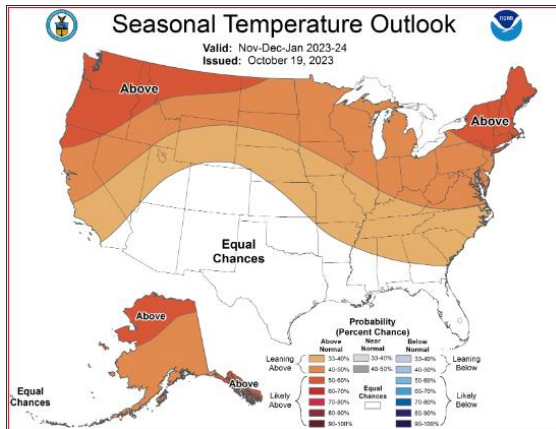 Seasonal Temperature Outlook
Valid: Nov-Dec-Jan 2023-24
Issued: October 19, 2023
NOAA
Above
Above
Equal
Chances
Above
Above
Equal
Chances
Probability
(Percent Chance)
Above
Normal
Near
Normal
Below
Normal
Leaning
Above
33-40%
33-40%
33-40%
Leaning
Below
40-50%
40-50%
40-50%
Likely
Above
50-60%
50-60%
Likely
Below
60-70%
60-70%
70-80%
70-80%
80-90%
80-90%
90-100%
90-100%
Equal
Chances